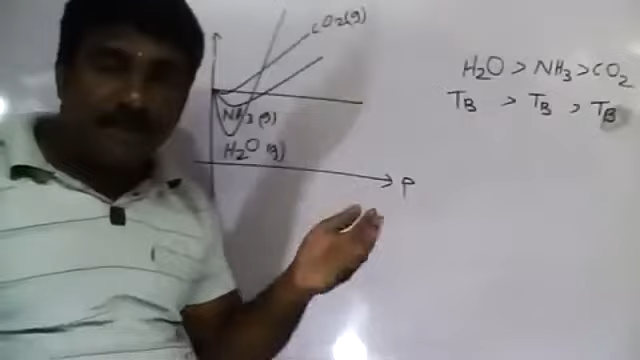 CO₂(g)
NH₃(g)
H₂O(g)
P
H₂O > NH₃ > CO₂
T_B > T_B > T_B